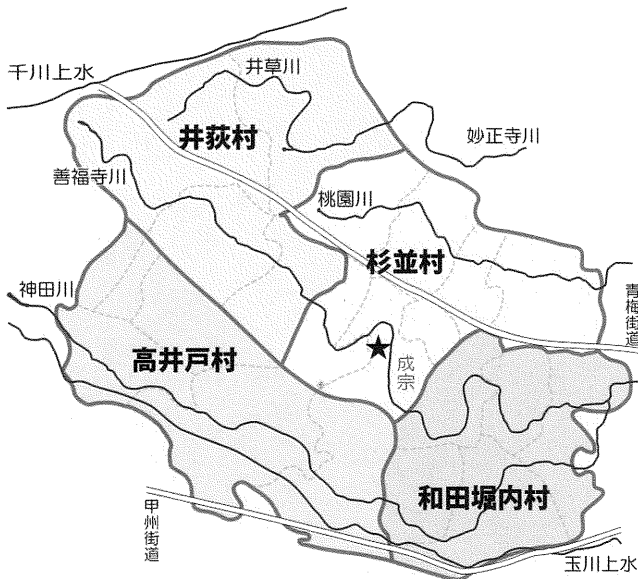 千川上水
井草川
井荻村
妙正寺川
善福寺川
桃園川
杉並村
神田川
青梅街道
高井戸村
成宗
和田堀内村
甲州街道
玉川上水